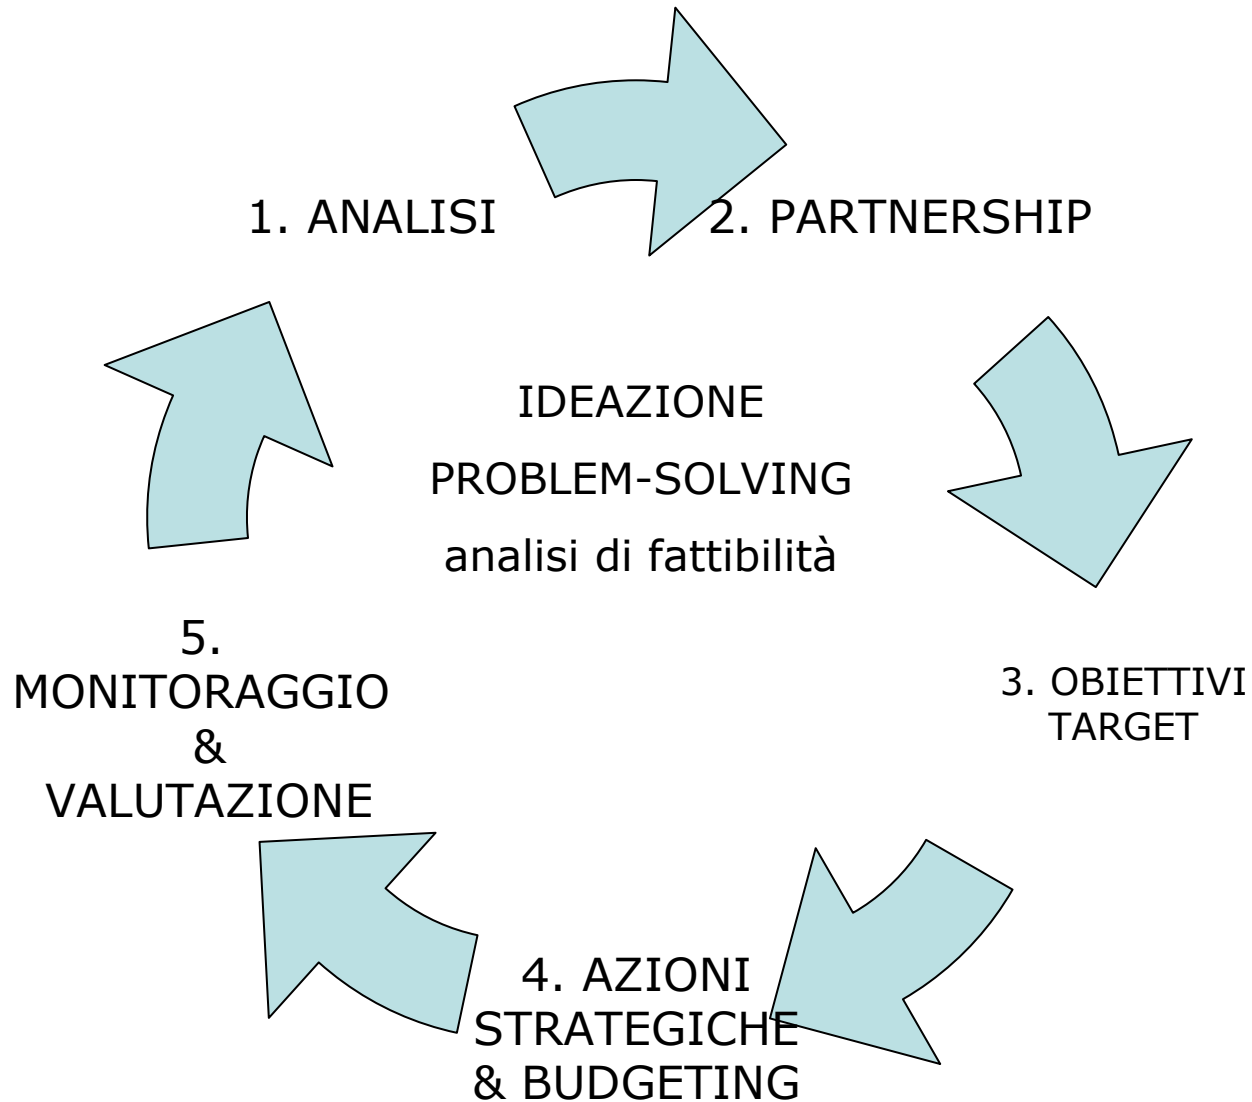 1. ANALISI
2. PARTNERSHIP
IDEAZIONE
PROBLEM-SOLVING
analisi di fattibilità
3. OBIETTIVI
TARGET
4. AZIONI
STRATEGICHE
& BUDGETING
5.
MONITORAGGIO
&
VALUTAZIONE